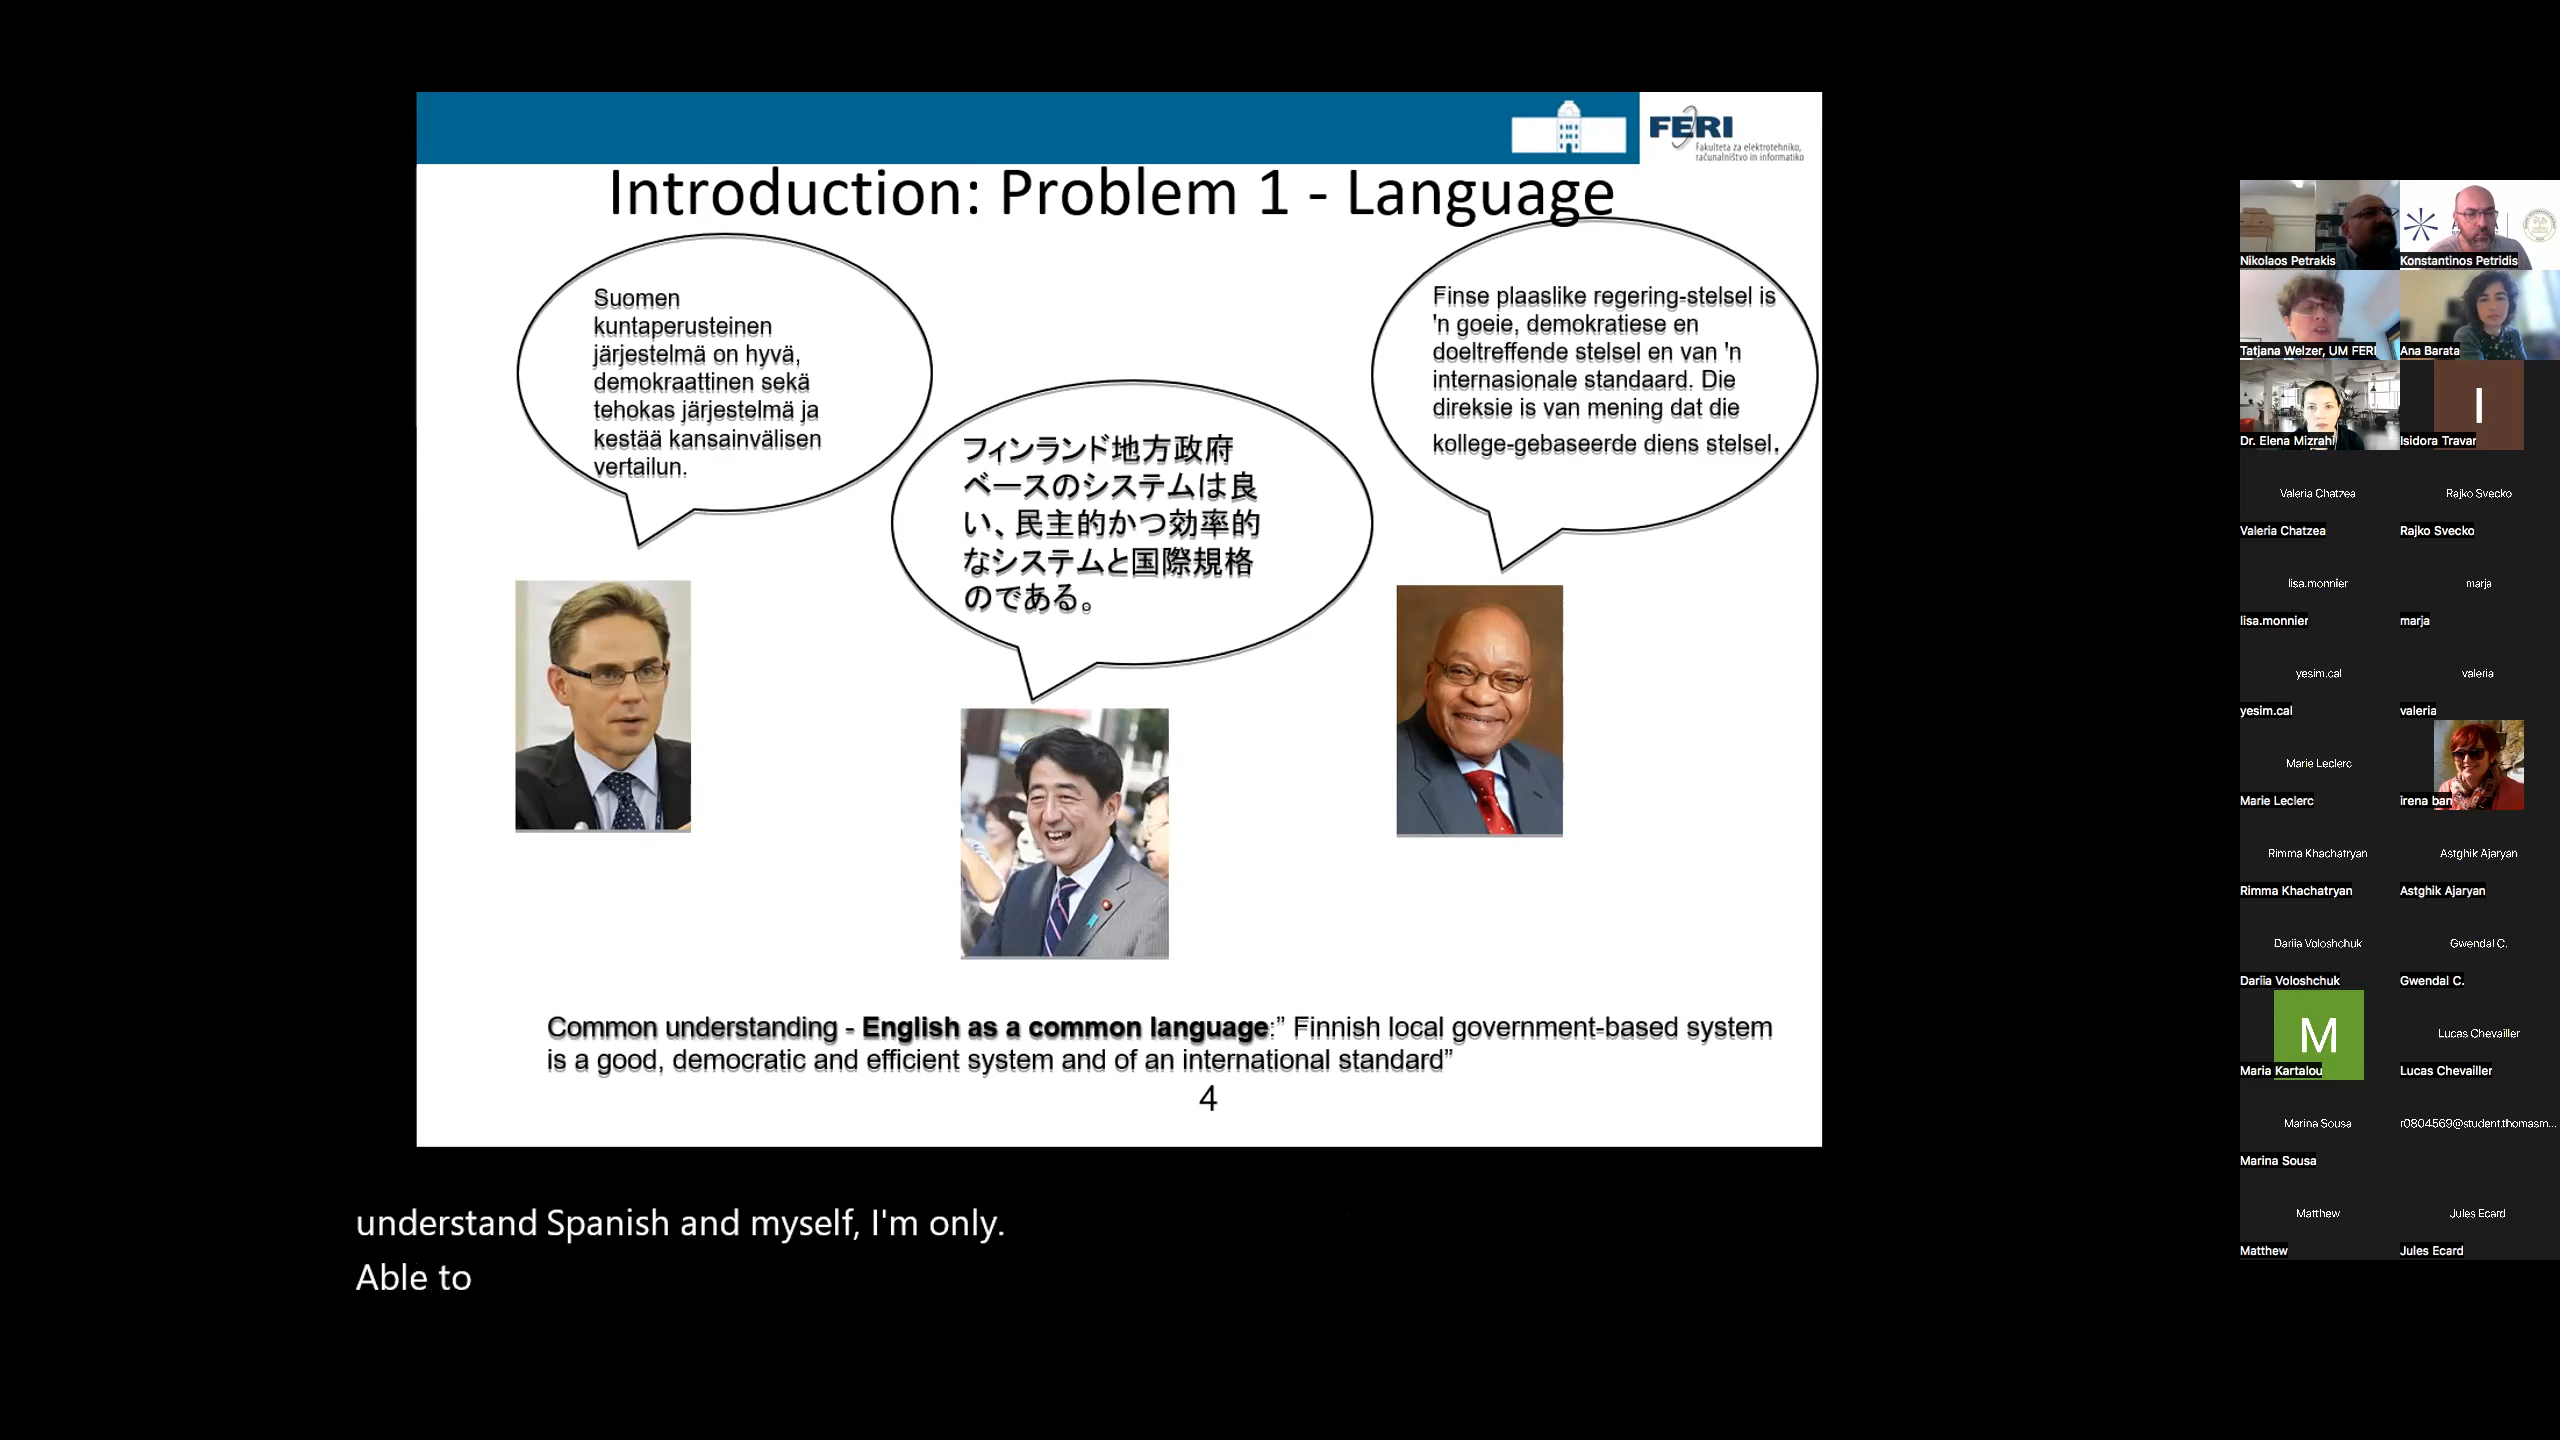 FERI
Fakulteta za elektrotehniko,
računalništvo in informatiko
Introduction: Problem 1 - Language
Suomen
kuntaperusteinen
järjestelmä on hyvä,
demokraattinen sekä
tehokas järjestelmä ja
kestää kansainvälisen
vertailun.
フィンランド地方政府
ベースのシステムは良
い、民主的かつ効率的
なシステムと国際規格
のである。
Finse plaaslike regering-stelsel is
'n goeie, demokratiese en
doeltreffende stelsel en van 'n
internasionale standaard. Die
direksie is van mening dat die
kollege-gebaseerde diens stelsel.
Common understanding - English as a common language:” Finnish local government-based system
is a good, democratic and efficient system and of an international standard”
4
understand Spanish and myself, I'm only.
Able to
Nikolaos Petrakis
Konstantinos Petridis
Tatjana Welzer, UM FERI
Ana Barata
Dr. Elena Mizrahi
I
Isidora Travar
Valeria Chatzea
Valeria Chatzea
Rajko Svecko
Rajko Svecko
lisa.monnier
lisa.monnier
marja
marja
yesim.cal
yesim.cal
valeria
valeria
Marie Leclerc
Marie Leclerc
irena ban
Rimma Khachatryan
Rimma Khachatryan
Astghik Ajaryan
Astghik Ajaryan
Dariia Voloshchuk
Dariia Voloshchuk
Gwendal C.
Gwendal C.
M
Maria Kartalou
Lucas Chevailler
Lucas Chevailler
Marina Sousa
Marina Sousa
r0804569@student.thomasm...
Matthew
Matthew
Jules Ecard
Jules Ecard